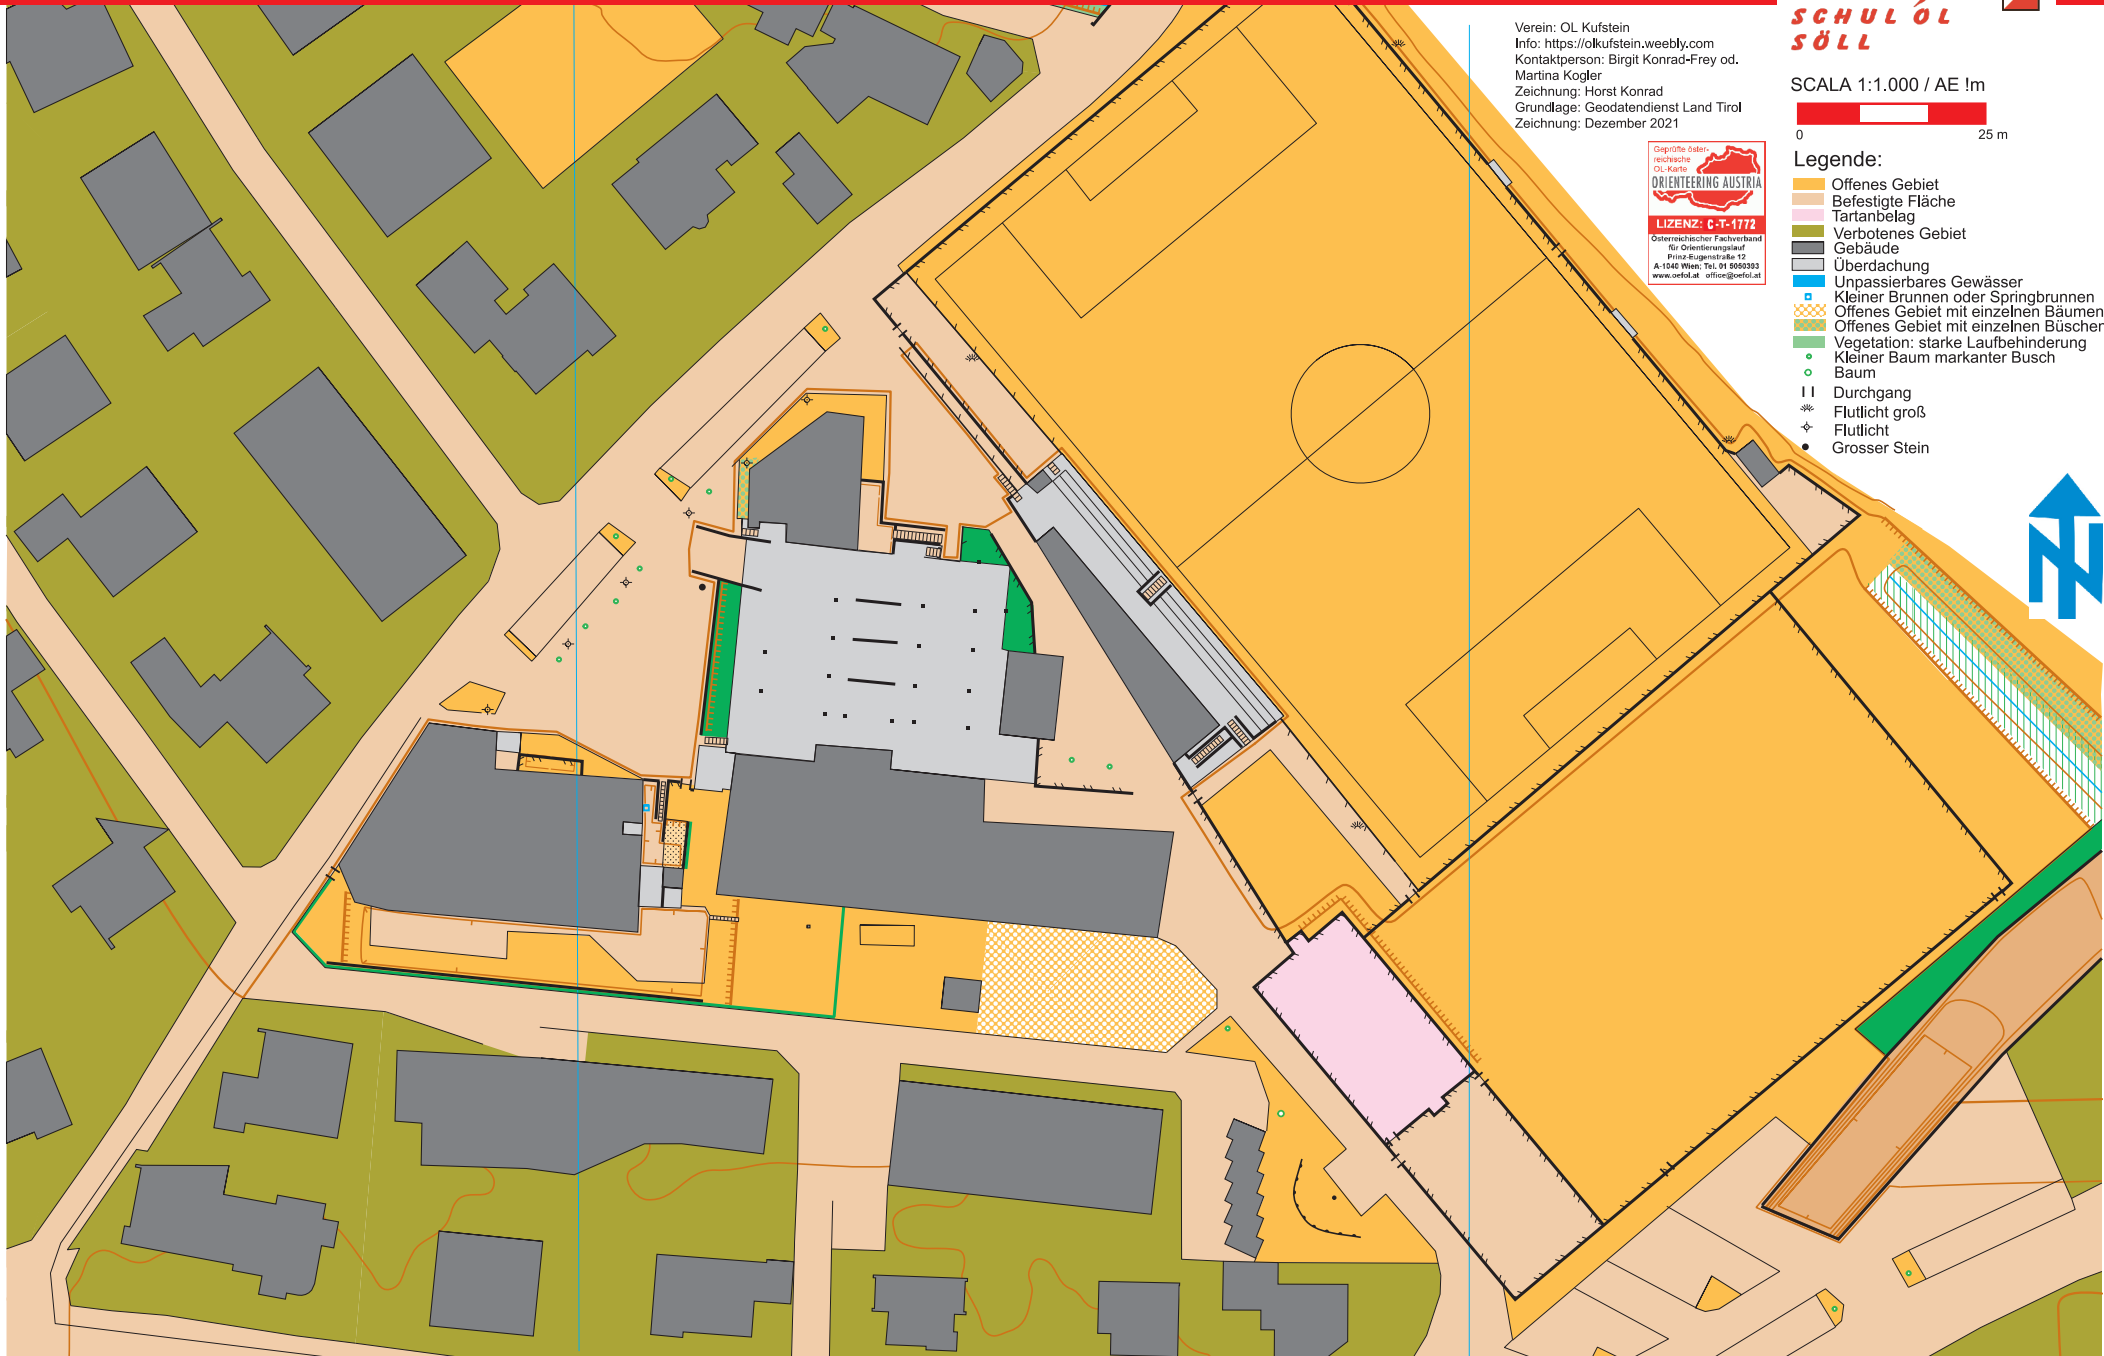 Verein: OL Kufstein
Info: https://olkufstein.weebly.com
Kontaktperson: Birgit Konrad-Frey od.
Martina Kogler
Zeichnung: Horst Konrad
Grundlage: Geodatendienst Land Tirol
Zeichnung: Dezember 2021
Geprüfte öster-
reichische
OL-Karte
ORIENTEERING AUSTRIA
LIZENZ: C-T-1772
Österreichischer Fachverband
für Orientierungslauf
Prinz-Eugenstraße 12
A-1040 Wien; Tel. 01 5050393
www.oefol.at office@oefol.at
SCHUL ÖL
SÖLL
SCALA 1:1.000 / AE !m
0 25 m
Legende:
Offenes Gebiet
Befestigte Fläche
Tartanbelag
Verbotenes Gebiet
Gebäude
Überdachung
Unpassierbares Gewässer
Kleiner Brunnen oder Springbrunnen
Offenes Gebiet mit einzelnen Bäumen
Offenes Gebiet mit einzelnen Büschen
Vegetation: starke Laufbehinderung
Kleiner Baum markanter Busch
Baum
Durchgang
Flutlicht groß
Flutlicht
Grosser Stein
N